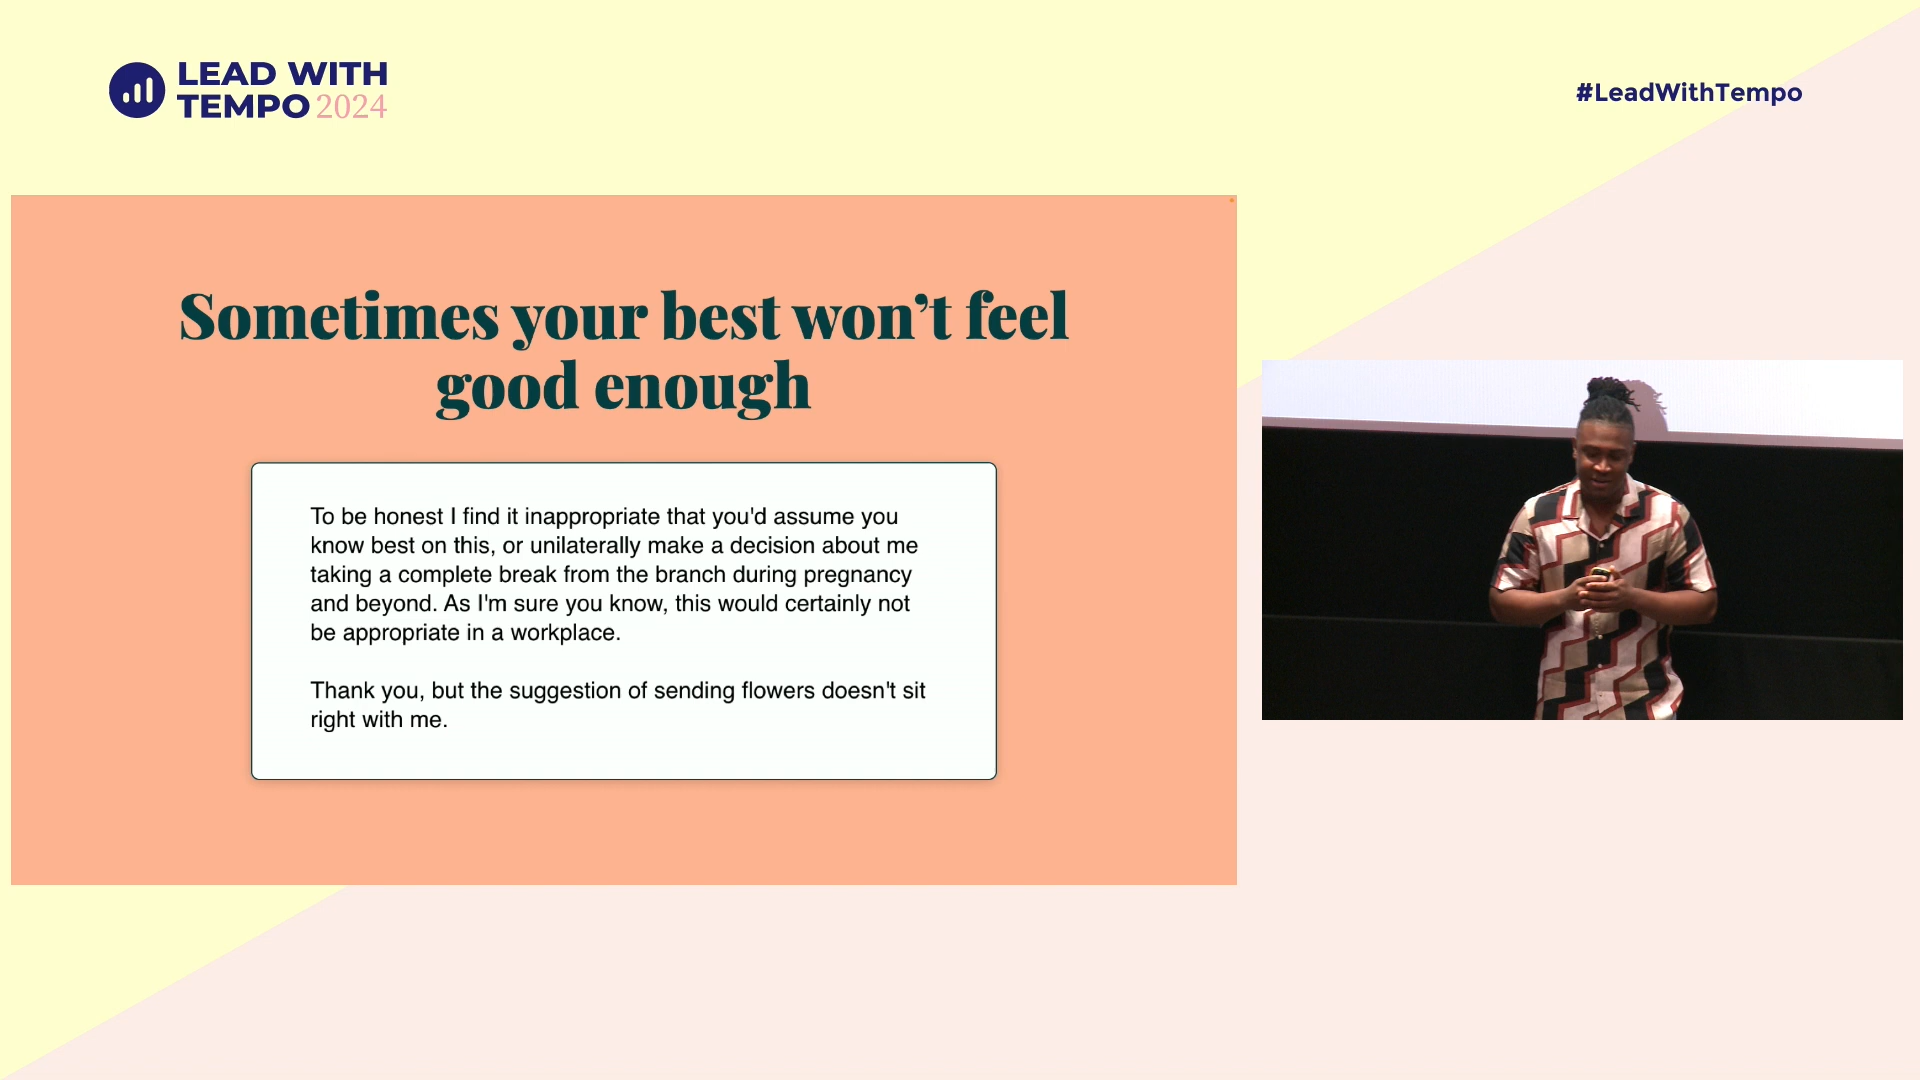 LEAD WITH
TEMPO 2024
#LeadWithTempo
Sometimes your best won’t feel
good enough
To be honest I find it inappropriate that you'd assume you
know best on this, or unilaterally make a decision about me
taking a complete break from the branch during pregnancy
and beyond. As I'm sure you know, this would certainly not
be appropriate in a workplace.
Thank you, but the suggestion of sending flowers doesn't sit
right with me.